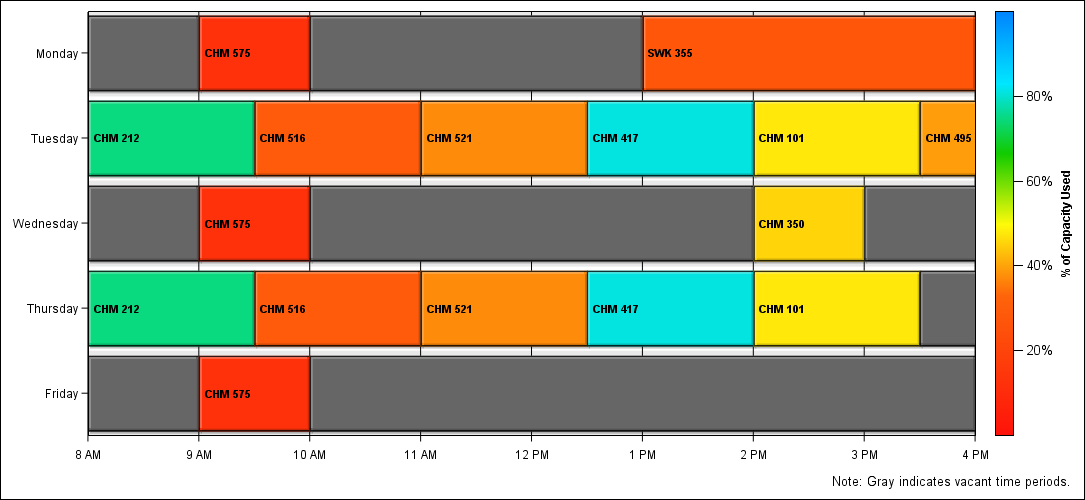 Monday
CHM 575
SWK 355
Tuesday
CHM 212
CHM 516
CHM 521
CHM 417
CHM 101
CHM 495
Wednesday
CHM 575
CHM 350
Thursday
CHM 212
CHM 516
CHM 521
CHM 417
CHM 101
Friday
CHM 575
8 AM
9 AM
10 AM
11 AM
12 PM
1 PM
2 PM
3 PM
4 PM
80%
60%
40%
20%
% of Capacity Used
Note: Gray indicates vacant time periods.